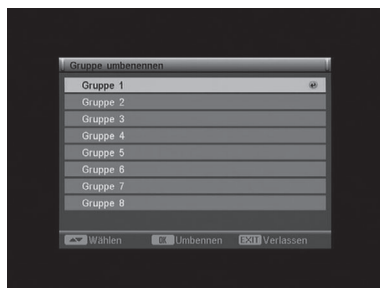 Gruppe umbenennen
Gruppe 1
Gruppe 2
Gruppe 3
Gruppe 4
Gruppe 5
Gruppe 6
Gruppe 7
Gruppe 8
Wählen OK Umbennen EXIT Verlassen